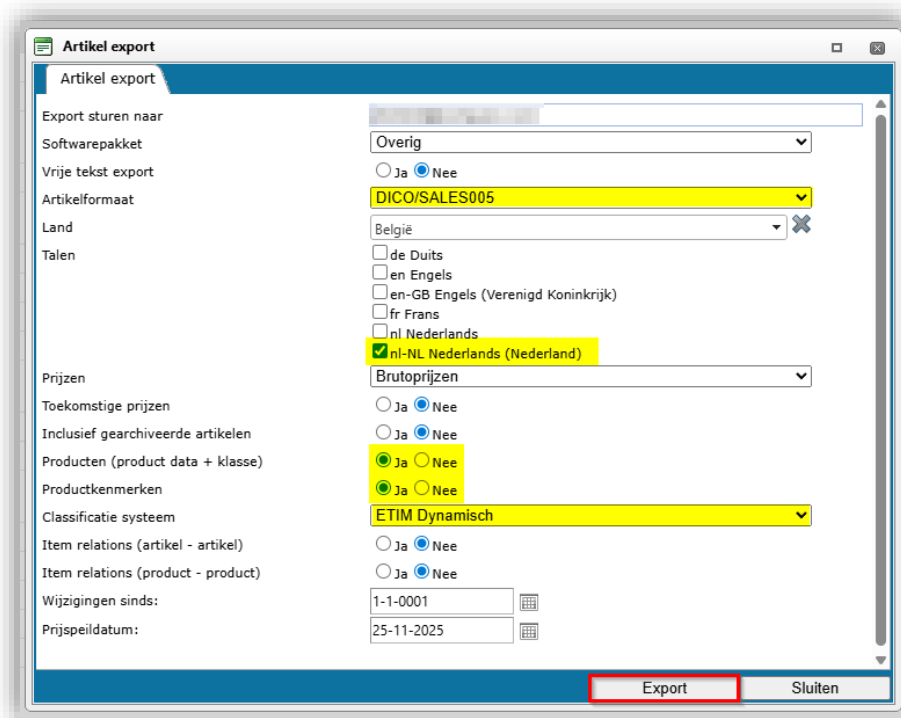 Artikel export
Artikel export
Export sturen naar
Softwarepakket Overig
Vrije tekst export Ja Nee
Artikelformaat DICO/SALES005
Land België
Talen de Duits
en Engels
en-GB Engels (Verenigd Koninkrijk)
fr Frans
nl Nederlands
nl-NL Nederlands (Nederland)
Prijzen Brutoprijzen
Toekomstige prijzen Ja Nee
Inclusief gearchiveerde artikelen Ja Nee
Producten (product data + klasse) Ja Nee
Productkenmerken Ja Nee
Classificatie systeem ETIM Dynamisch
Item relations (artikel - artikel) Ja Nee
Item relations (product - product) Ja Nee
Wijzigingen sinds: 1-1-0001
Prijspeildatum: 25-11-2025
Export Sluiten